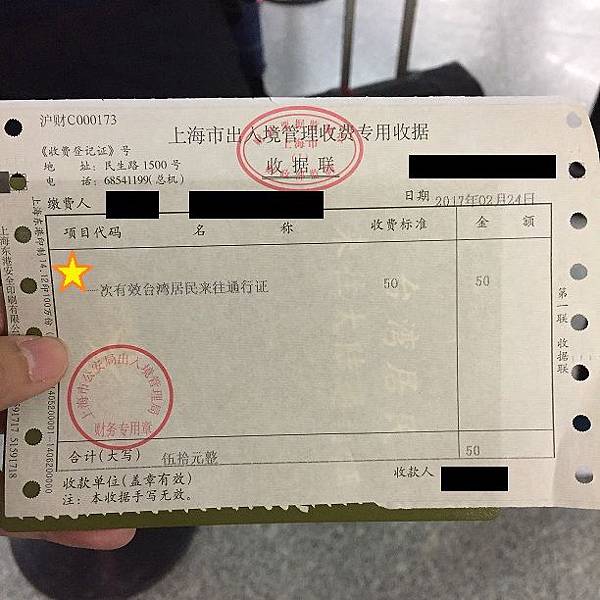 沪财C000173
上海市出入境管理收费专用收据
《收费登记证》号
收据联
地 址: 民生路 1500 号
电 话: 68541199(总机)
日期 2017年02月24日
缴费人
项目代码 名 称 收费标准 金 额
一次有效台湾居民来往通行证 50 50
第一联 收据联
上海市公安局出入境管理局
财务专用章
合计(大写) 伍拾元整 50
收款单位(盖章有效) 收款人
注: 本收据手写无效。